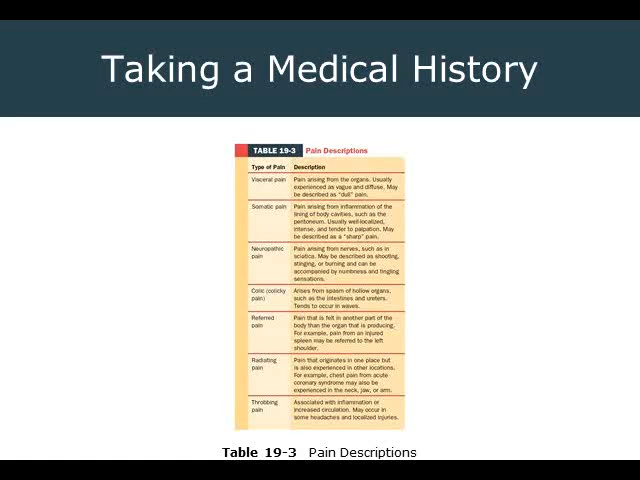 Taking a Medical History
TABLE 19-3 Pain Descriptions
Type of Pain Description
Visceral pain Pain arising from the organs. Usually
experienced as vague and diffuse. May
be described as "dull" pain.
Somatic pain Pain arising from inflammation of the
lining of body cavities, such as the
peritoneum. Usually well-localized,
intense, and tender to palpation. May
be described as a "sharp" pain.
Neuropathic Pain arising from nerves, such as in
pain sciatica. May be described as shooting,
stinging, or burning and can be
accompanied by numbness and tingling
sensations.
Colic (colicky Arises from spasm of hollow organs,
pain) such as the intestines and ureters.
Tends to occur in waves.
Referred Pain that is felt in another part of the
pain body than the organ that is producing.
For example, pain from an injured
spleen may be referred to the left
shoulder.
Radiating Pain that originates in one place but
pain is also experienced in other locations.
For example, chest pain from acute
coronary syndrome may also be
experienced in the neck, jaw, or arm.
Throbbing Associated with inflammation or
pain increased circulation. May occur in
some headaches and localized injuries.
Table 19-3 Pain Descriptions